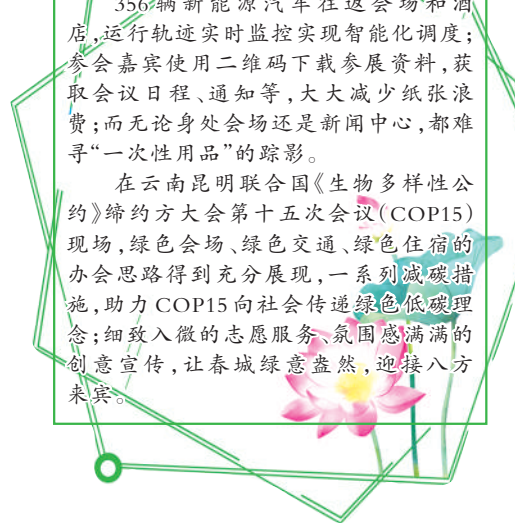 356辆新能源汽车往返会场和酒
店,运行轨迹实时监控实现智能化调度;
参会嘉宾使用二维码下载参展资料,获
取会议日程、通知等,大大减少纸张浪
费;而无论身处会场还是新闻中心,都难
寻“一次性用品”的踪影。
在云南昆明联合国《生物多样性公
约》缔约方大会第十五次会议(COP15)
现场,绿色会场、绿色交通、绿色住宿的
办会思路得到充分展现,一系列减碳措
施,助力COP15向社会传递绿色低碳理
念;细致入微的志愿服务、氛围感满满的
创意宣传,让春城绿意盎然,迎接八方
来宾。